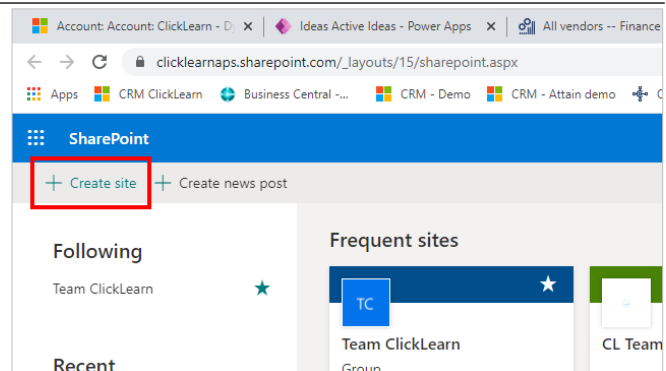 Account: Account: ClickLearn - D
Ideas Active Ideas - Power Apps
All vendors -- Finance
clicklearnaps.sharepoint.com/_layouts/15/sharepoint.aspx
Apps CRM ClickLearn Business Central -... CRM - Demo CRM - Attain demo
SharePoint
+ Create site + Create news post
Following
Team ClickLearn
Recent
Frequent sites
TC
Team ClickLearn
Group
CL Team